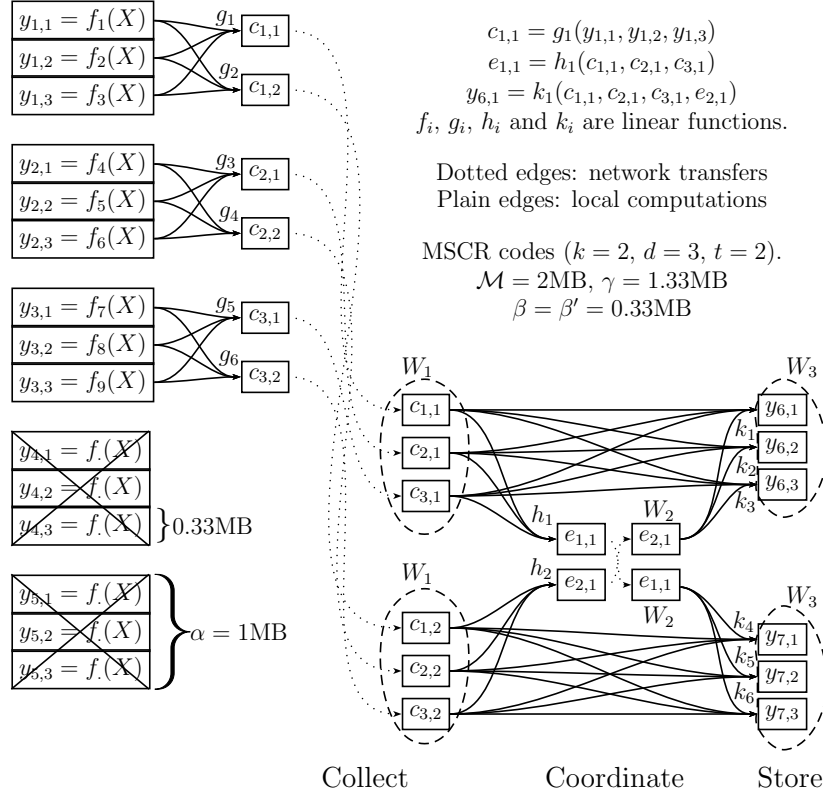 y1,1 = f1(X)
y1,2 = f2(X)
y1,3 = f3(X)
g1
g2
c1,1
c1,2
y2,1 = f4(X)
y2,2 = f5(X)
y2,3 = f6(X)
g3
g4
c2,1
c2,2
y3,1 = f7(X)
y3,2 = f8(X)
y3,3 = f9(X)
g5
g6
c3,1
c3,2
y4,1 = f.(X)
y4,2 = f.(X)
y4,3 = f.(X)
0.33MB
y5,1 = f.(X)
y5,2 = f.(X)
y5,3 = f.(X)
α = 1MB
c1,1 = g1(y1,1, y1,2, y1,3)
e1,1 = h1(c1,1, c2,1, c3,1)
y6,1 = k1(c1,1, c2,1, c3,1, e2,1)
fi, gi, hi and ki are linear functions.
Dotted edges: network transfers
Plain edges: local computations
MSCR codes (k = 2, d = 3, t = 2).
M = 2MB, γ = 1.33MB
β = β′ = 0.33MB
W1
c1,1
c2,1
c3,1
W3
y6,1
y6,2
y6,3
k1
k2
k3
h1
e1,1
W2
e2,1
h2
e2,1
e1,1
W2
W1
c1,2
c2,2
c3,2
W3
k4
k5
k6
y7,1
y7,2
y7,3
Collect
Coordinate
Store